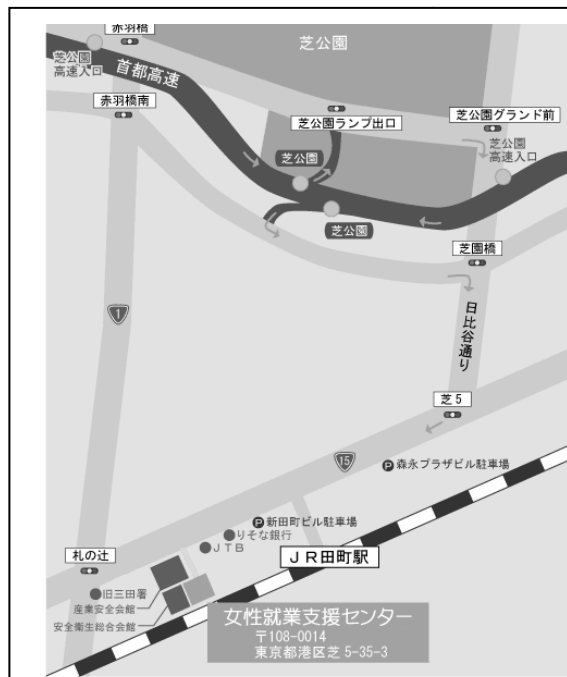 赤羽橋
芝公園
芝公園
高速入口
首都高速
赤羽橋南
芝公園ランプ出口
芝公園グランド前
芝公園
高速入口
芝公園
芝公園
芝園橋
1
日比谷通り
芝5
15
P森永プラザビル駐車場
P新田町ビル駐車場
りそな銀行
JTB
JR田町駅
札の辻
旧三田署
産業安全会館
安全衛生総合会館
女性就業支援センター
〒108-0014
東京都港区芝 5-35-3